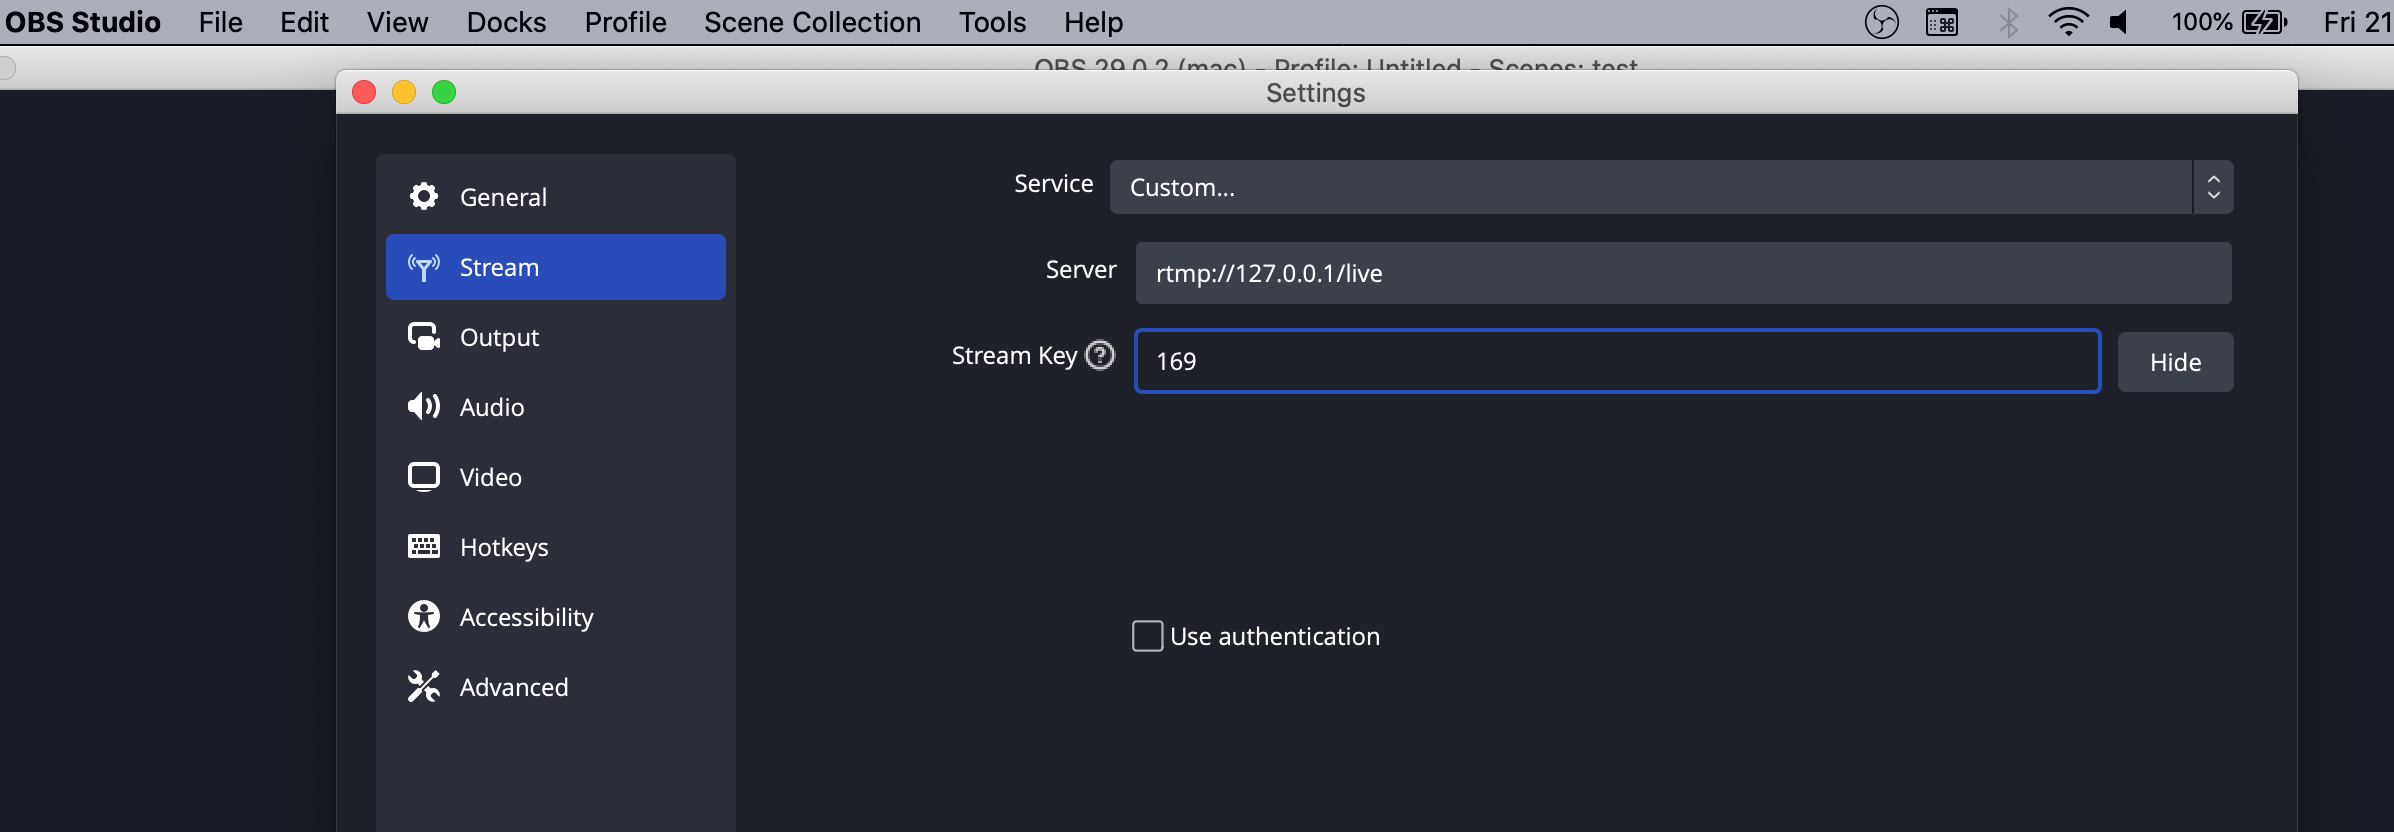 OBS Studio File Edit View Docks Profile Scene Collection Tools Help 100% Fri 21
OBS 29.0.2 (mac) - Profile: Untitled - Scenes: test
Settings
General
Stream
Output
Audio
Video
Hotkeys
Accessibility
Advanced
Service Custom...
Server rtmp://127.0.0.1/live
Stream Key ? 169 Hide
Use authentication